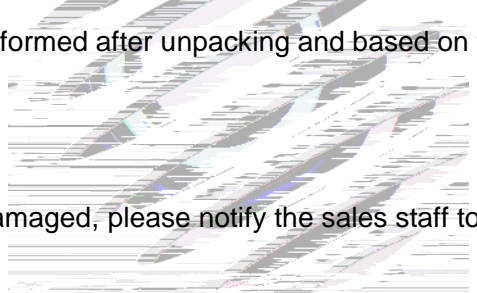 formed after unpacking and based on
amaged, please notify the sales staff to